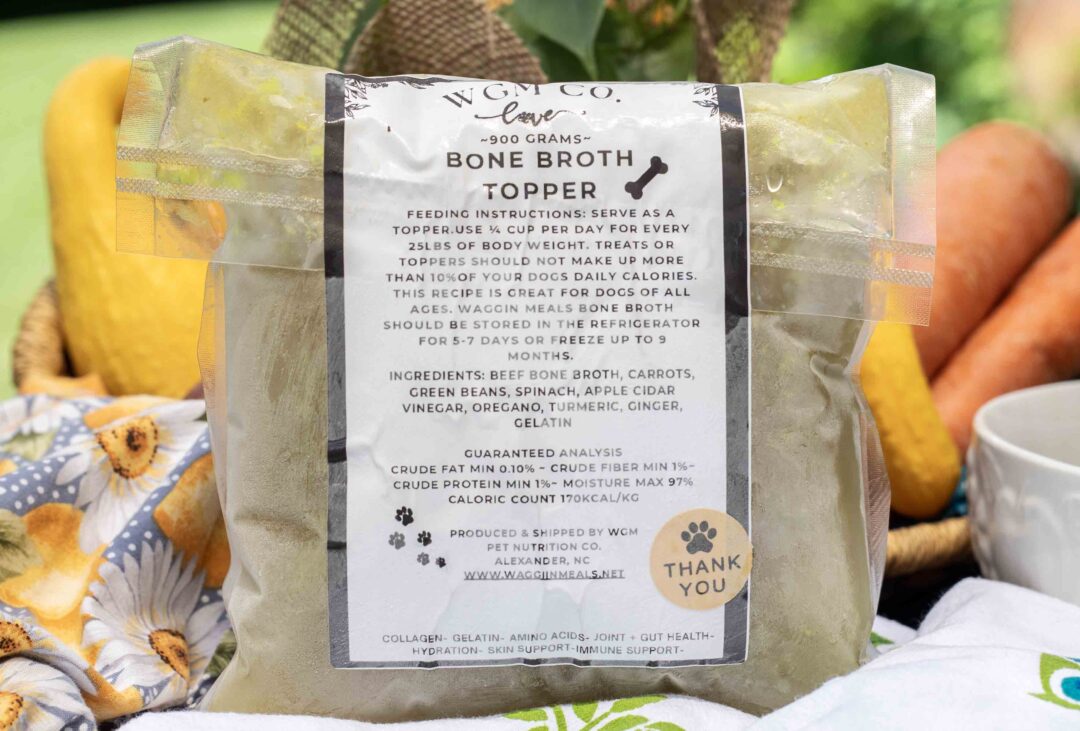 WGM CO.
love
~900 GRAMS~
BONE BROTH
TOPPER
FEEDING INSTRUCTIONS: SERVE AS A
TOPPER.USE ¼ CUP PER DAY FOR EVERY
25LBS OF BODY WEIGHT. TREATS OR
TOPPERS SHOULD NOT MAKE UP MORE
THAN 10%OF YOUR DOGS DAILY CALORIES.
THIS RECIPE IS GREAT FOR DOGS OF ALL
AGES. WAGGIN MEALS BONE BROTH
SHOULD BE STORED IN THE REFRIGERATOR
FOR 5-7 DAYS OR FREEZE UP TO 9
MONTHS.
INGREDIENTS: BEEF BONE BROTH, CARROTS,
GREEN BEANS, SPINACH, APPLE CIDAR
VINEGAR, OREGANO, TURMERIC, GINGER,
GELATIN
GUARANTEED ANALYSIS
CRUDE FAT MIN 0.10% ~ CRUDE FIBER MIN 1%~
CRUDE PROTEIN MIN 1%~ MOISTURE MAX 97%
CALORIC COUNT 170KCAL/KG
PRODUCED & SHIPPED BY WGM
PET NUTRITION CO.
ALEXANDER, NC
WWW.WAGGIINMEALS.NET
THANK
YOU
COLLAGEN- GELATIN- AMINO ACIDS- JOINT + GUT HEALTH-
HYDRATION- SKIN SUPPORT-IMMUNE SUPPORT-